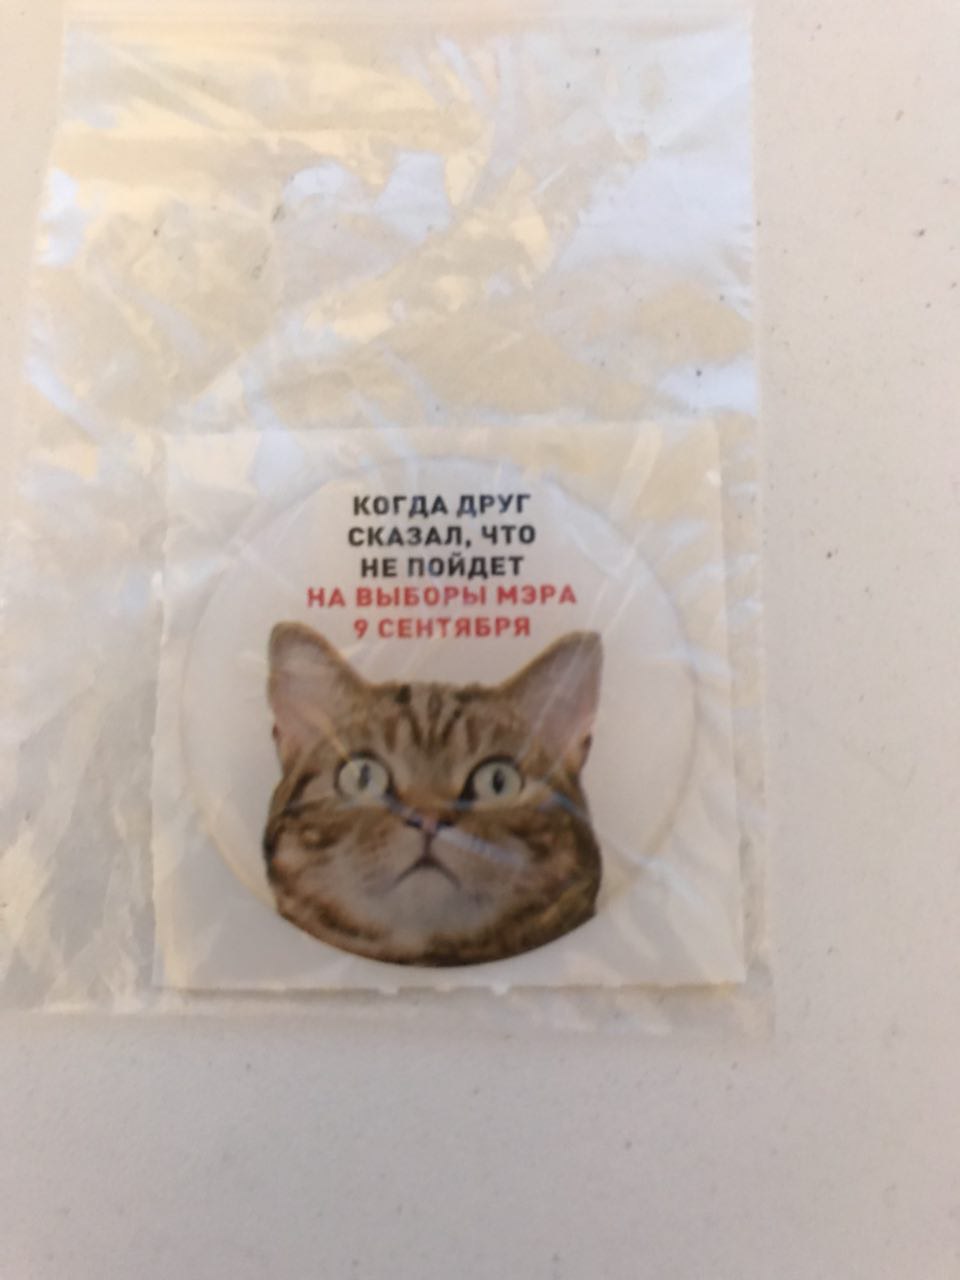 КОГДА ДРУГ
СКАЗАЛ, ЧТО
НЕ ПОЙДЕТ
НА ВЫБОРЫ МЭРА
9 СЕНТЯБРЯ